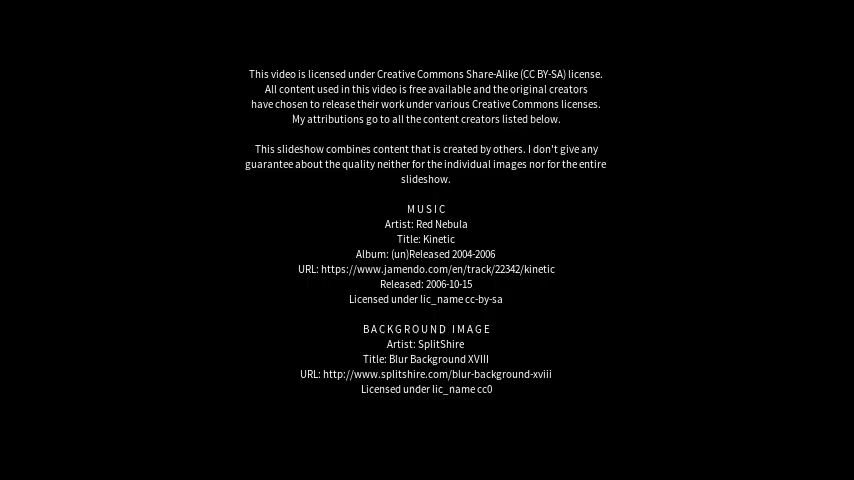 This video is licensed under Creative Commons Share-Alike (CC BY-SA) license.
All content used in this video is free available and the original creators
have chosen to release their work under various Creative Commons licenses.
My attributions go to all the content creators listed below.
This slideshow combines content that is created by others. I don't give any
guarantee about the quality neither for the individual images nor for the entire
slideshow.
MUSIC
Artist: Red Nebula
Title: Kinetic
Album: (un)Released 2004-2006
URL: https://www.jamendo.com/en/track/22342/kinetic
Released: 2006-10-15
Licensed under lic_name cc-by-sa
BACKGROUND IMAGE
Artist: SplitShire
Title: Blur Background XVIII
URL: http://www.splitshire.com/blur-background-xviii
Licensed under lic_name cc0